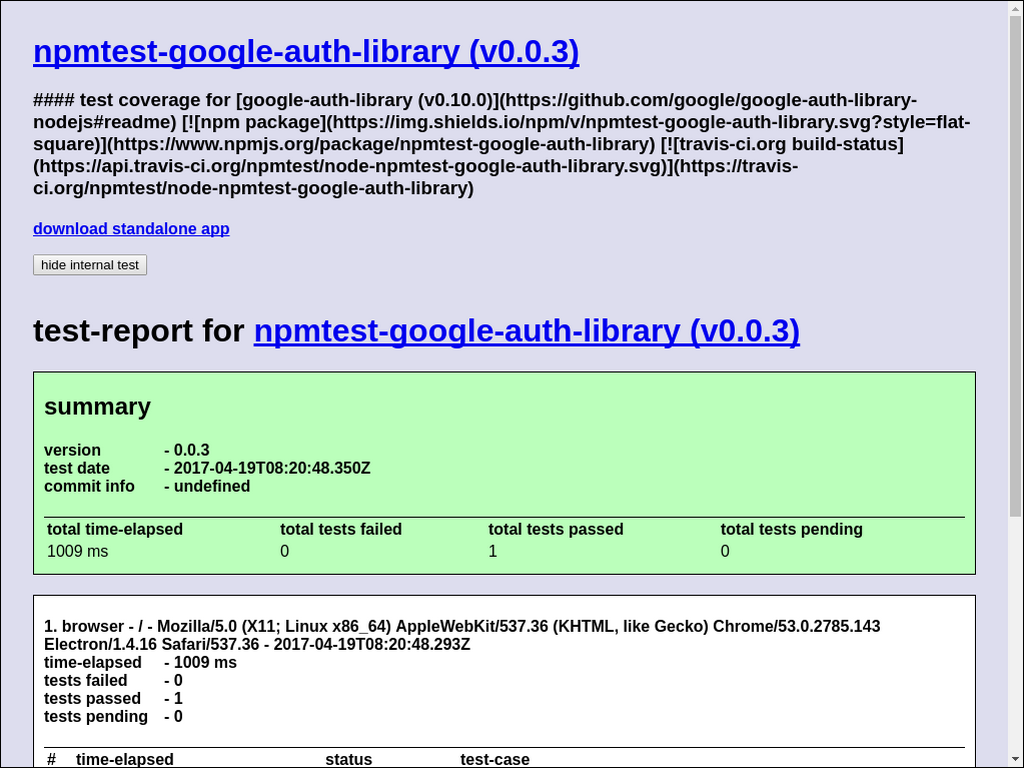 npmtest-google-auth-library (v0.0.3)
#### test coverage for [google-auth-library (v0.10.0)](https://github.com/google/google-auth-library-
nodejs#readme) [![npm package](https://img.shields.io/npm/v/npmtest-google-auth-library.svg?style=flat-
square)](https://www.npmjs.org/package/npmtest-google-auth-library) [![travis-ci.org build-status]
(https://api.travis-ci.org/npmtest/node-npmtest-google-auth-library.svg)](https://travis-
ci.org/npmtest/node-npmtest-google-auth-library)
download standalone app
hide internal test
test-report for npmtest-google-auth-library (v0.0.3)
summary
version - 0.0.3
test date - 2017-04-19T08:20:48.350Z
commit info - undefined
total time-elapsed total tests failed total tests passed total tests pending
1009 ms 0 1 0
1. browser - / - Mozilla/5.0 (X11; Linux x86_64) AppleWebKit/537.36 (KHTML, like Gecko) Chrome/53.0.2785.143
Electron/1.4.16 Safari/537.36 - 2017-04-19T08:20:48.293Z
time-elapsed - 1009 ms
tests failed - 0
tests passed - 1
tests pending - 0
# time-elapsed status test-case